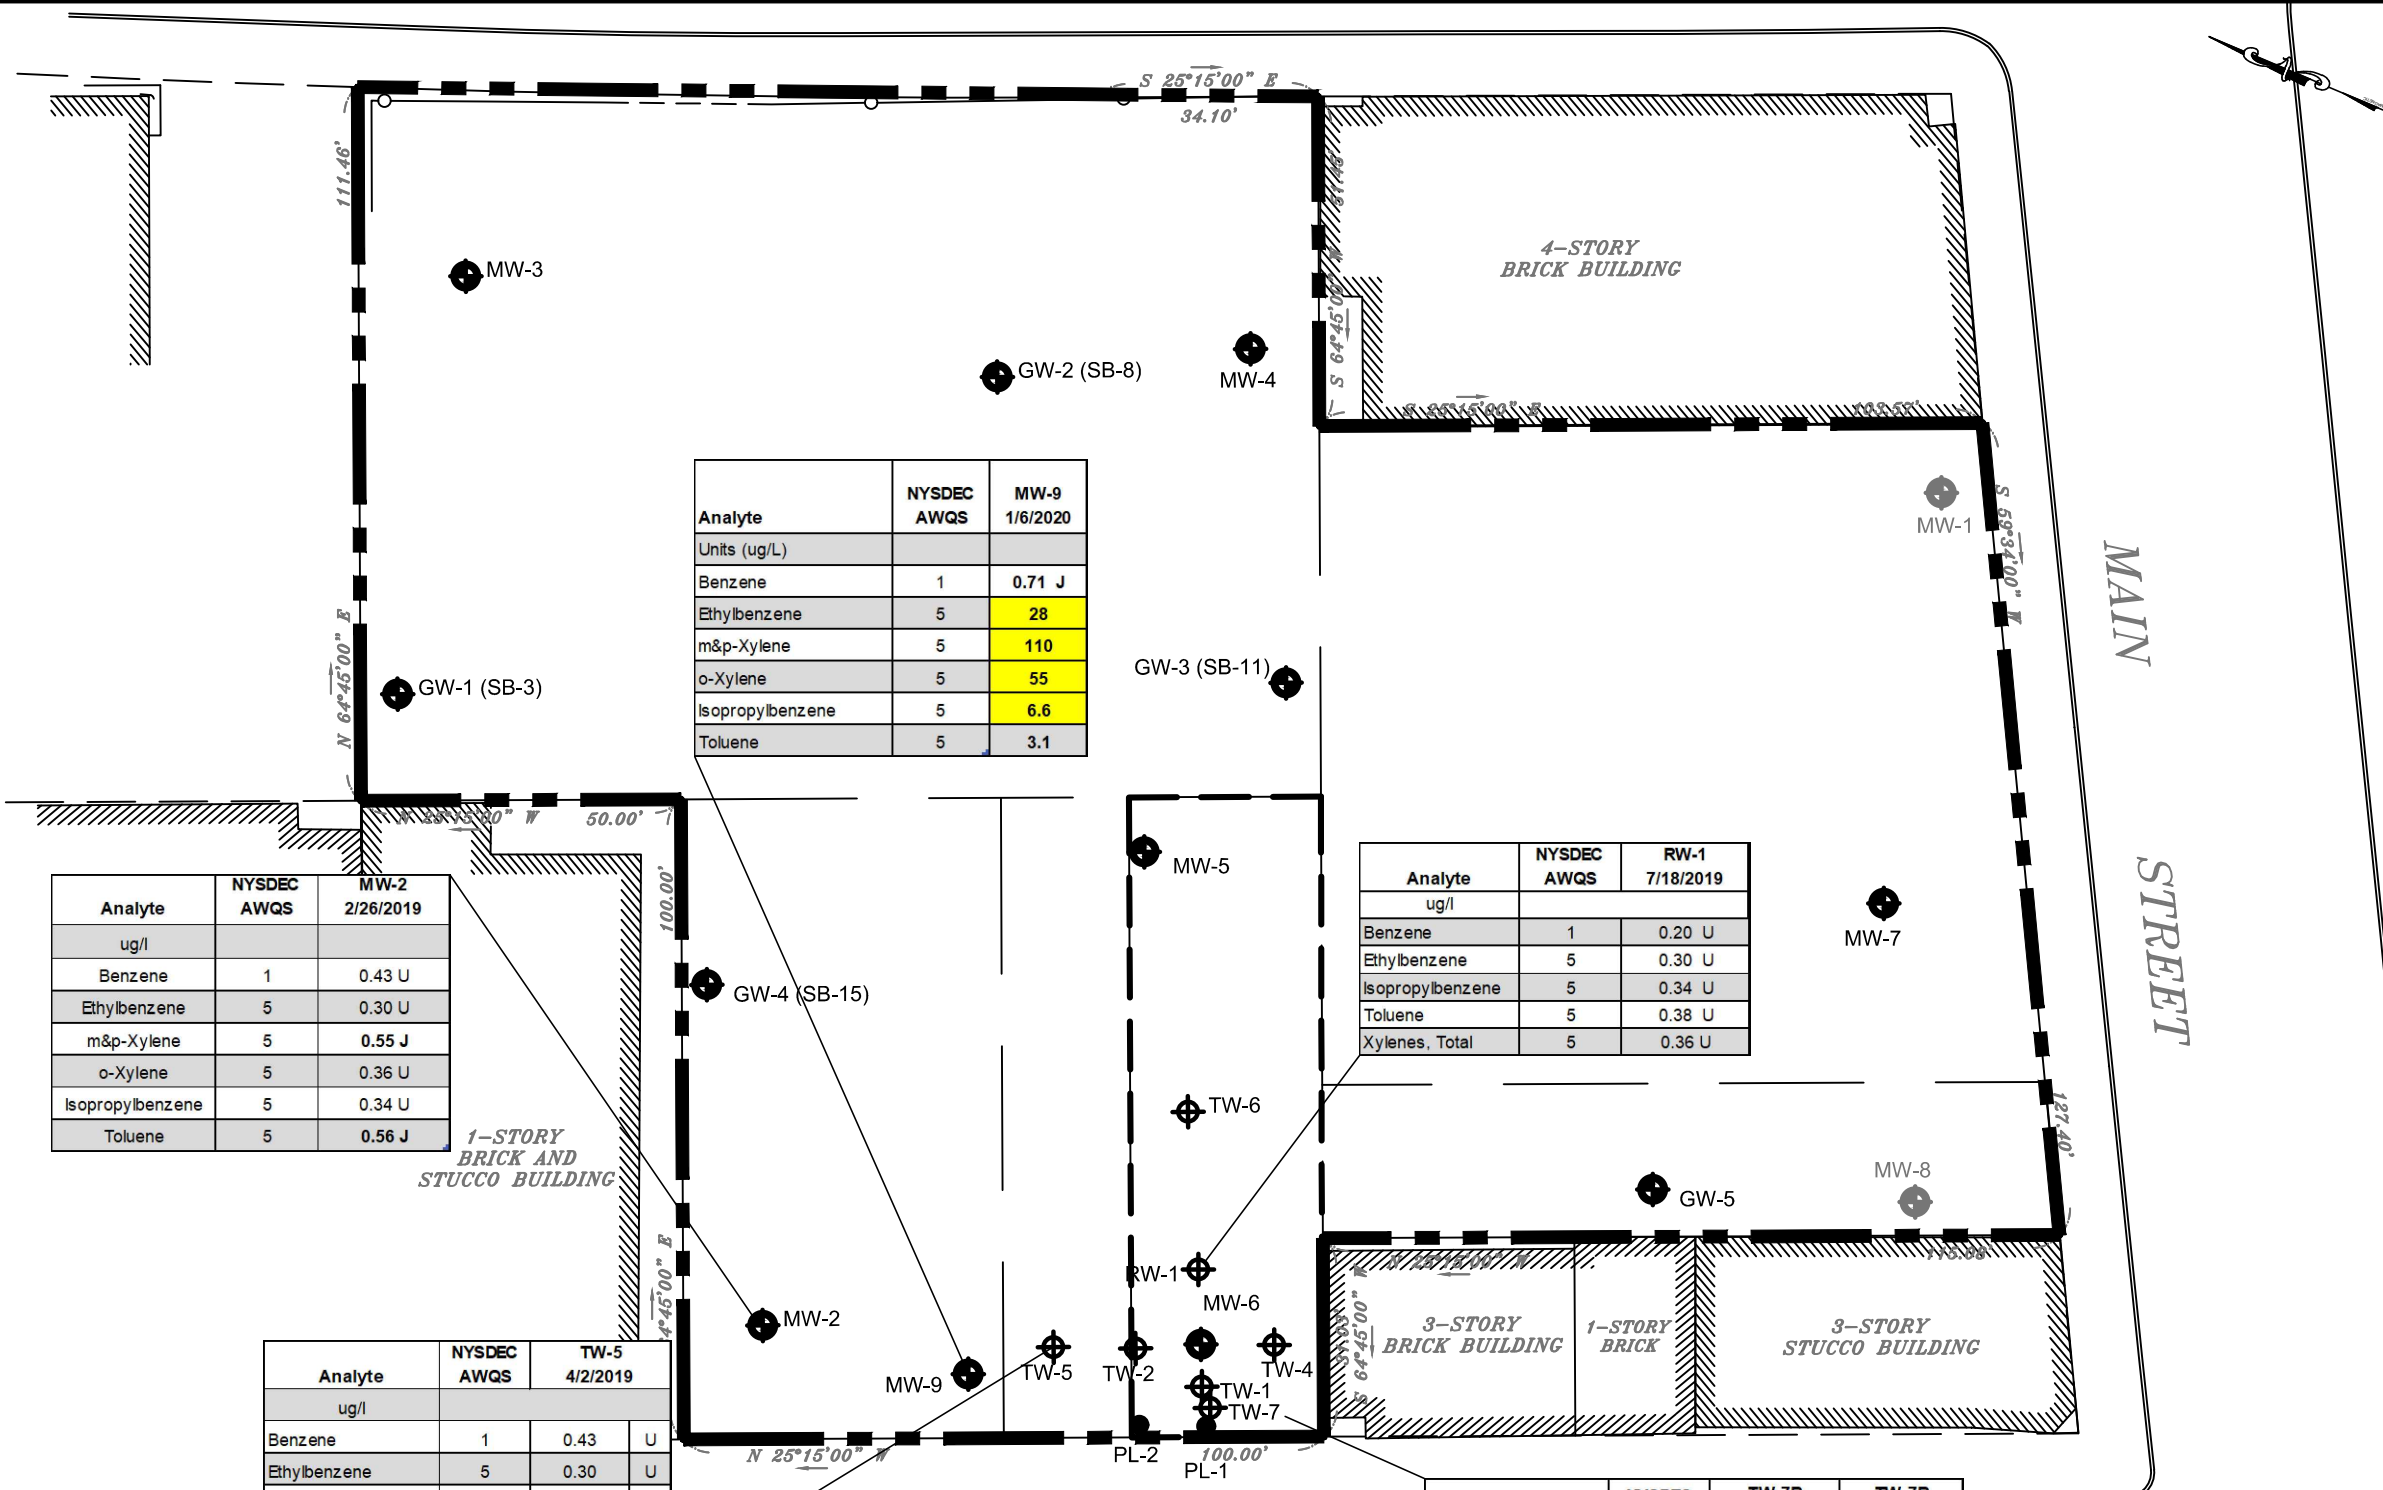 S 25°15'00" E
34.10'
111.46'
S 64°45'00" W
4-STORY
BRICK BUILDING
MW-3
GW-2 (SB-8)
MW-4
S 25°15'00" E
103.57'
MW-1
S 59°34'00" W
MAIN
STREET
Analyte NYSDEC AWQS MW-9 1/6/2020
Units (ug/L)
Benzene 1 0.71 J
Ethylbenzene 5 28
m&p-Xylene 5 110
o-Xylene 5 55
Isopropylbenzene 5 6.6
Toluene 5 3.1
N 64°45'00" E
GW-1 (SB-3)
GW-3 (SB-11)
N 25°15'00" W
50.00'
100.00'
MW-5
MW-7
Analyte NYSDEC AWQS MW-2 2/26/2019
ug/l
Benzene 1 0.43 U
Ethylbenzene 5 0.30 U
m&p-Xylene 5 0.55 J
o-Xylene 5 0.36 U
Isopropylbenzene 5 0.34 U
Toluene 5 0.56 J
Analyte NYSDEC AWQS RW-1 7/18/2019
ug/l
Benzene 1 0.20 U
Ethylbenzene 5 0.30 U
Isopropylbenzene 5 0.34 U
Toluene 5 0.38 U
Xylenes, Total 5 0.36 U
GW-4 (SB-15)
1-STORY
BRICK AND
STUCCO BUILDING
TW-6
127.40'
MW-8
GW-5
N 25°15'00" W
115.08'
RW-1
MW-6
MW-2
MW-9
TW-5
TW-2
TW-4
TW-1
TW-7
S 64°45'00" W
3-STORY
BRICK BUILDING
1-STORY
BRICK
3-STORY
STUCCO BUILDING
N 25°15'00" W
PL-2
100.00'
PL-1
Analyte NYSDEC AWQS TW-5 4/2/2019
ug/l
Benzene 1 0.43 U
Ethylbenzene 5 0.30 U